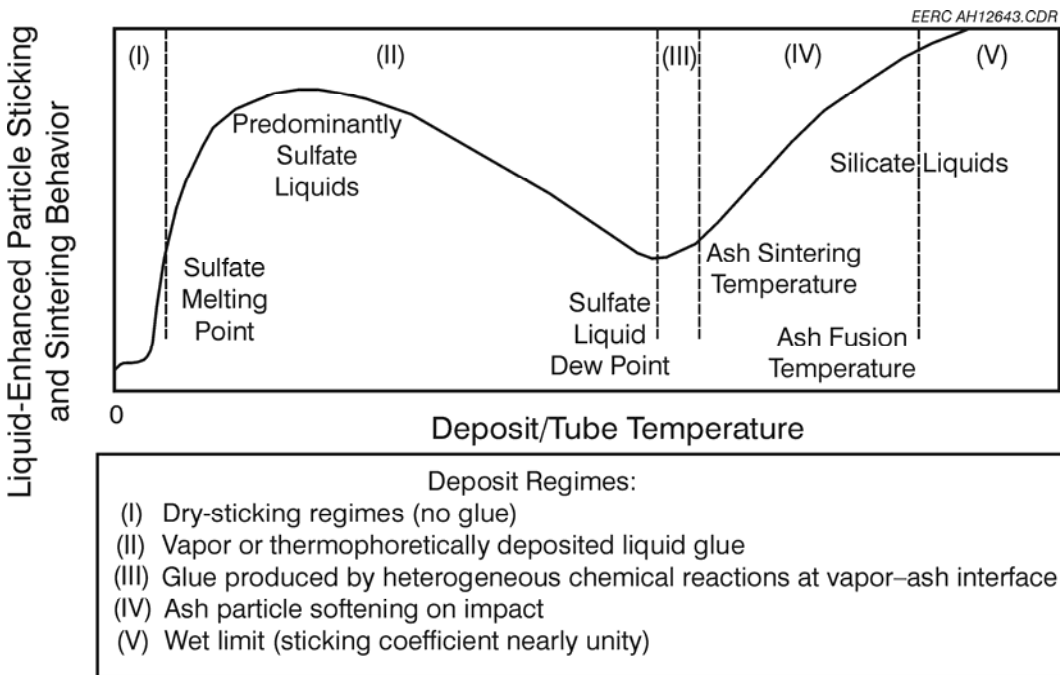 EERC AH12643.CDR
Liquid-Enhanced Particle Sticking
and Sintering Behavior
(I)
(II)
(III)
(IV)
(V)
Predominantly
Sulfate
Liquids
Silicate Liquids
Sulfate
Melting
Point
Ash Sintering
Temperature
Sulfate
Liquid
Dew Point
Ash Fusion
Temperature
0
Deposit/Tube Temperature
Deposit Regimes:
(I) Dry-sticking regimes (no glue)
(II) Vapor or thermophoretically deposited liquid glue
(III) Glue produced by heterogeneous chemical reactions at vapor–ash interface
(IV) Ash particle softening on impact
(V) Wet limit (sticking coefficient nearly unity)